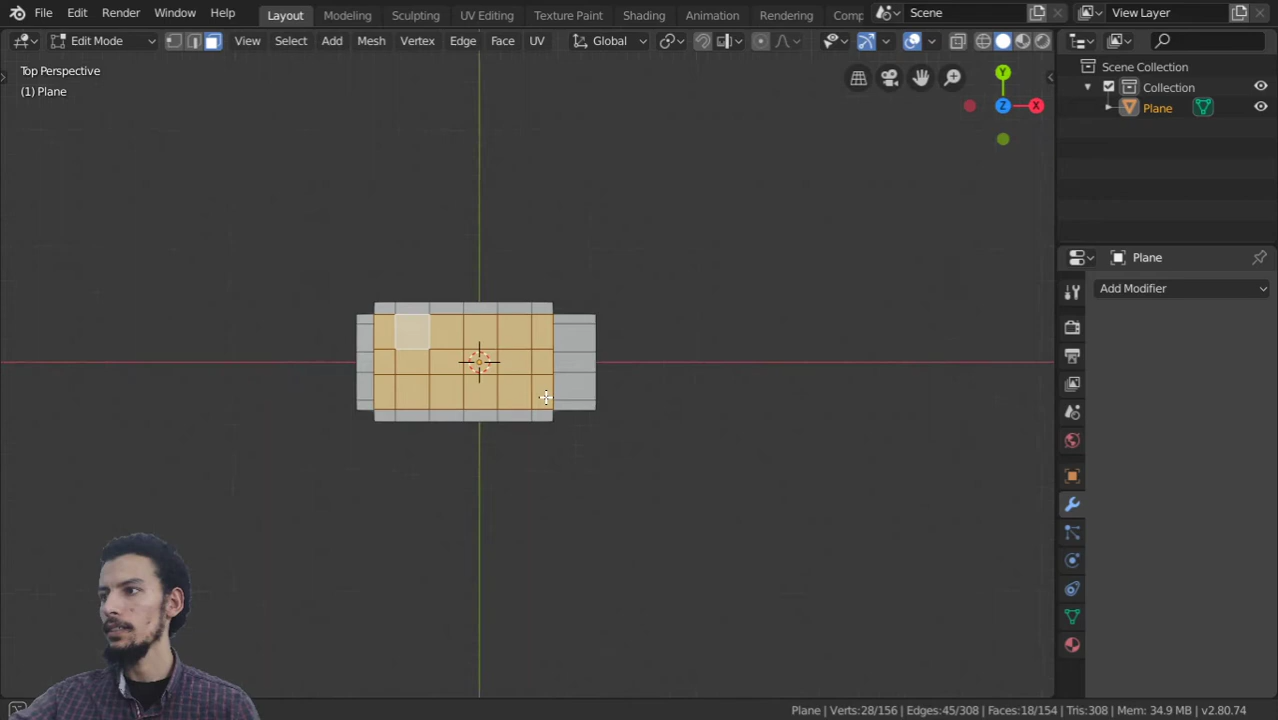 File Edit Render Window Help Layout Modeling Sculpting UV Editing Texture Paint Shading Animation Rendering Comp Scene View Layer
Edit Mode View Select Add Mesh Vertex Edge Face UV Global
Top Perspective
(1) Plane
Y
Z X
Scene Collection
Collection
Plane
Plane
Add Modifier
Plane | Verts:28/156 | Edges:45/308 | Faces:18/154 | Tris:308 | Mem: 34.9 MB | v2.80.74